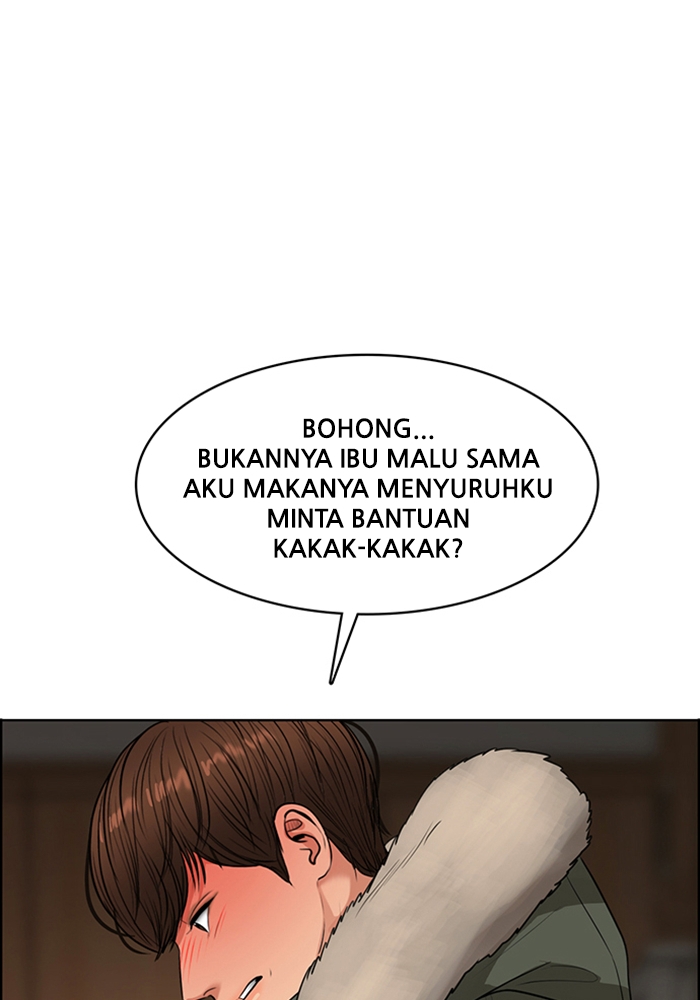 BOHONG...
BUKANNYA IBU MALU SAMA
AKU MAKANYA MENYURUHKU
MINTA BANTUAN
KAKAK-KAKAK?